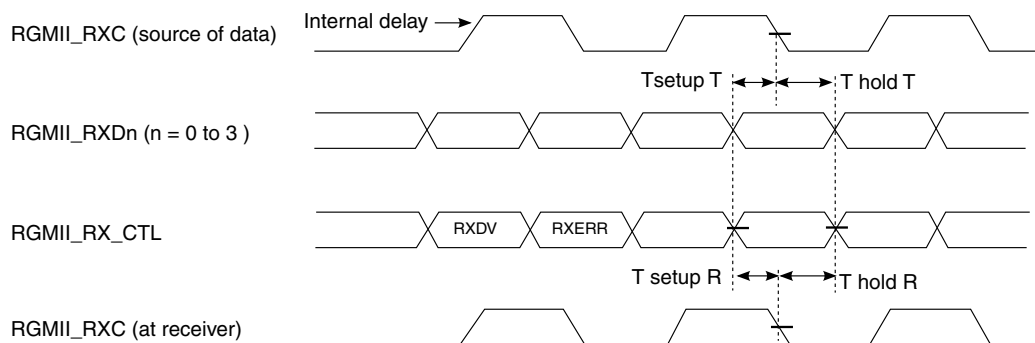 Internal delay
RGMII_RXC (source of data)
Tsetup T
T hold T
RGMII_RXDn (n = 0 to 3 )
RGMII_RX_CTL
RXDV
RXERR
T setup R
T hold R
RGMII_RXC (at receiver)